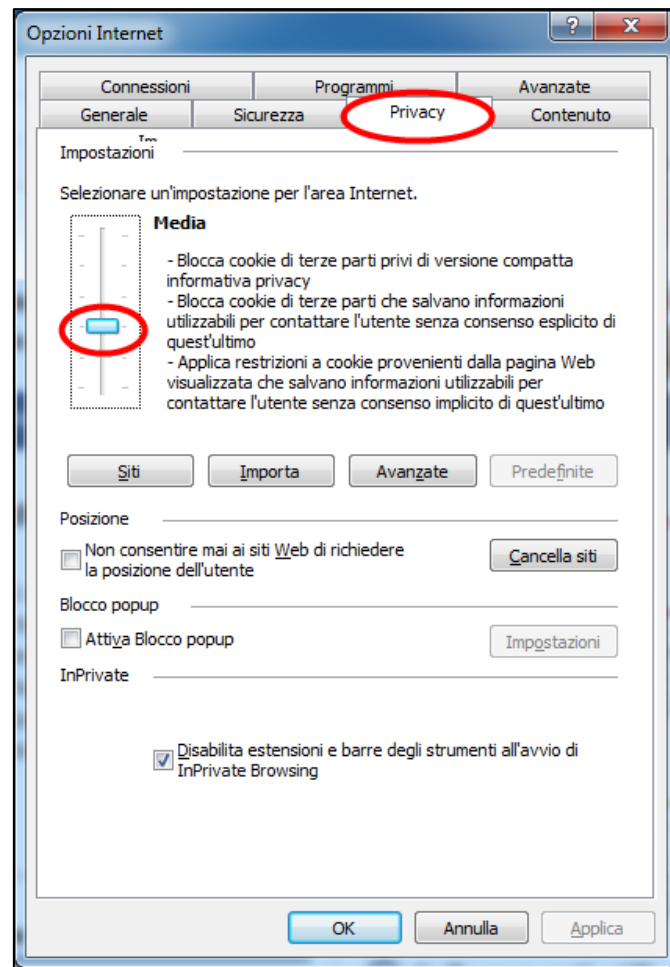 Opzioni Internet
Connessioni Programmi Avanzate
Generale Sicurezza Privacy Contenuto
Im
Impostazioni
Selezionare un'impostazione per l'area Internet.
Media
- Blocca cookie di terze parti privi di versione compatta
informativa privacy
- Blocca cookie di terze parti che salvano informazioni
utilizzabili per contattare l'utente senza consenso esplicito di
quest'ultimo
- Applica restrizioni a cookie provenienti dalla pagina Web
visualizzata che salvano informazioni utilizzabili per
contattare l'utente senza consenso implicito di quest'ultimo
Siti Importa Avanzate Predefinite
Posizione
Non consentire mai ai siti Web di richiedere
la posizione dell'utente
Cancella siti
Blocco popup
Attiva Blocco popup Impostazioni
InPrivate
Disabilita estensioni e barre degli strumenti all'avvio di
InPrivate Browsing
OK Annulla Applica